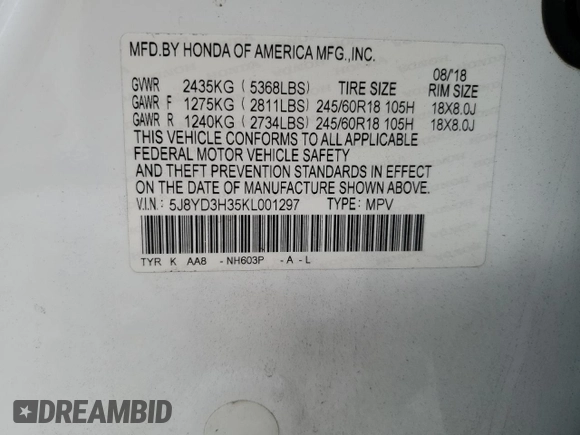 MFD.BY HONDA OF AMERICA MFG.,INC.
08/'18
GVWR 2435KG ( 5368LBS) TIRE SIZE RIM SIZE
GAWR F 1275KG ( 2811LBS) 245/60R18 105H 18X8.0J
GAWR R 1240KG ( 2734LBS) 245/60R18 105H 18X8.0J
THIS VEHICLE CONFORMS TO ALL APPLICABLE
FEDERAL MOTOR VEHICLE SAFETY
AND THEFT PREVENTION STANDARDS IN EFFECT
ON THE DATE OF MANUFACTURE SHOWN ABOVE.
V.I.N.: 5J8YD3H35KL001297 TYPE: MPV
TYR K AA8 - NH603P - A - L
DREAMBID